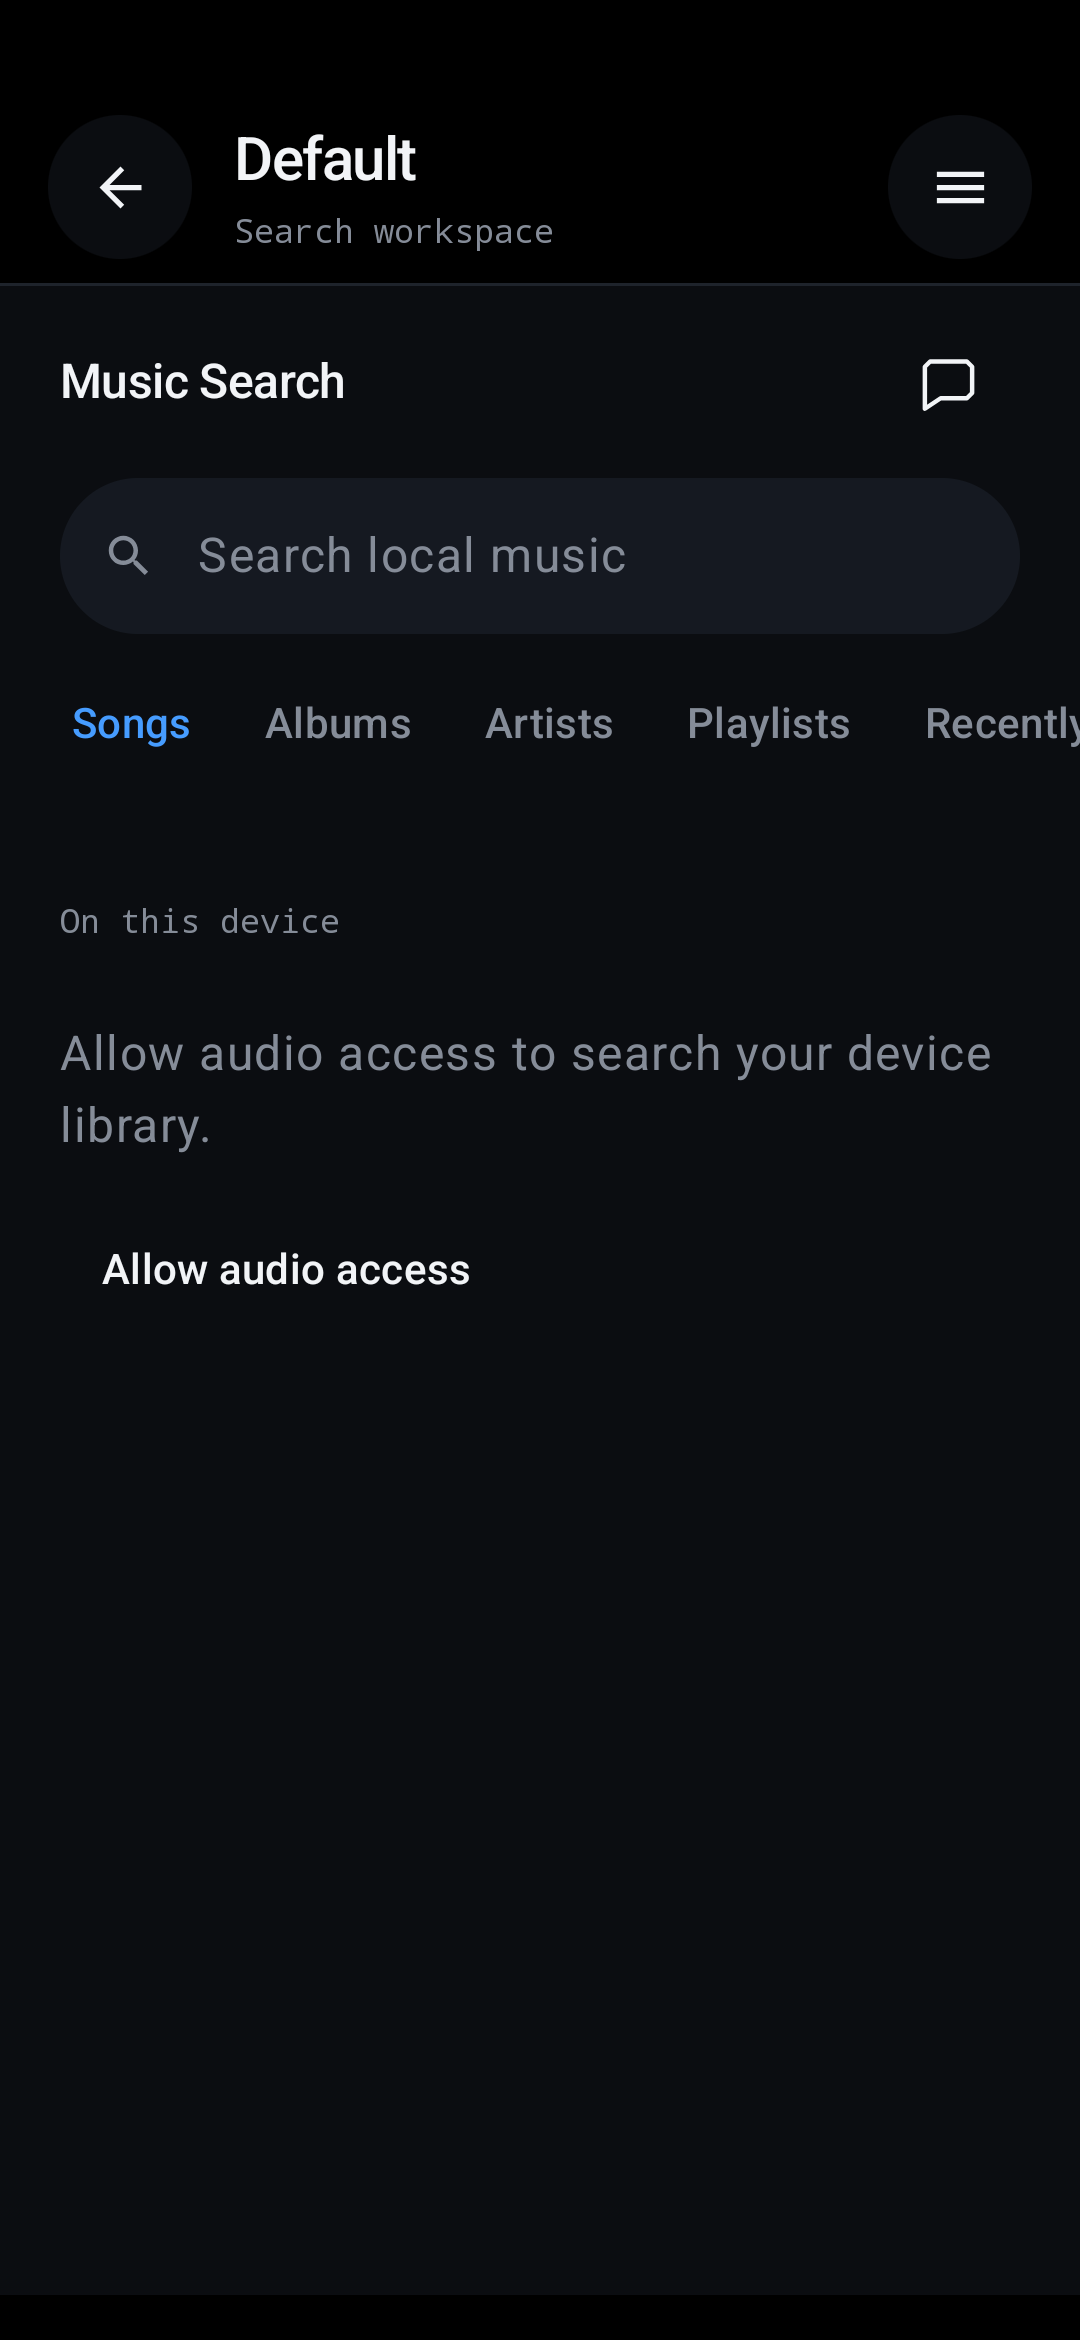 Default
Search workspace
Music Search
Search local music
Songs Albums Artists Playlists Recently
On this device
Allow audio access to search your device
library.
Allow audio access